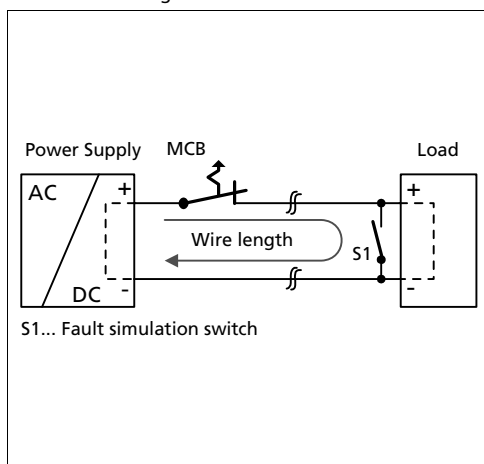 Power Supply
MCB
Load
AC
+
+
Wire length
S1
DC
-
-
S1... Fault simulation switch